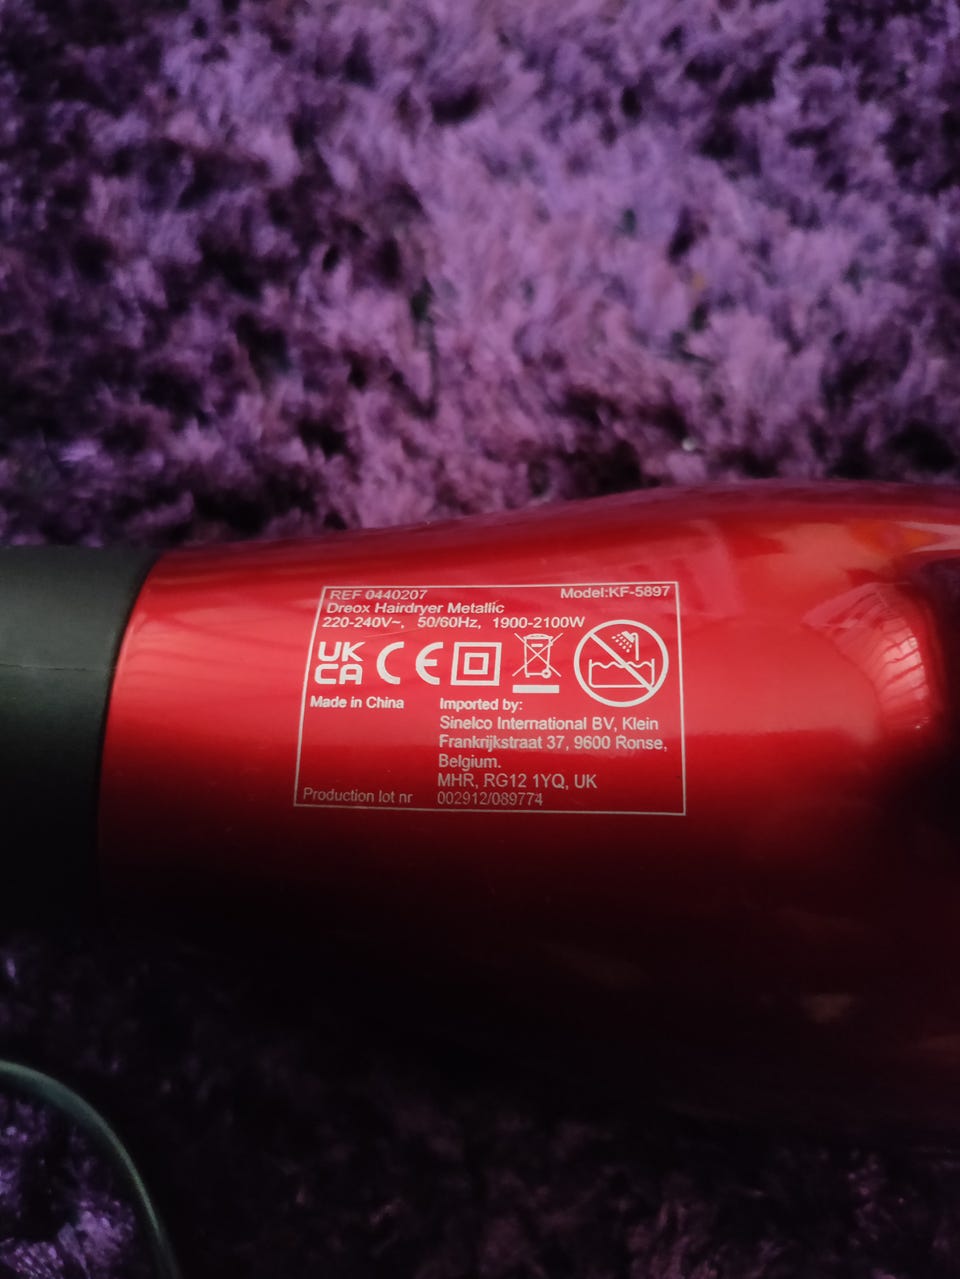 REF 0440207 Model:KF-5897
Dreox Hairdryer Metallic
220-240V~, 50/60Hz, 1900-2100W
UK
CA CE
Made in China
Imported by:
Sinelco International BV, Klein
Frankrijkstraat 37, 9600 Ronse,
Belgium.
MHR, RG12 1YQ, UK
Production lot nr 002912/089774